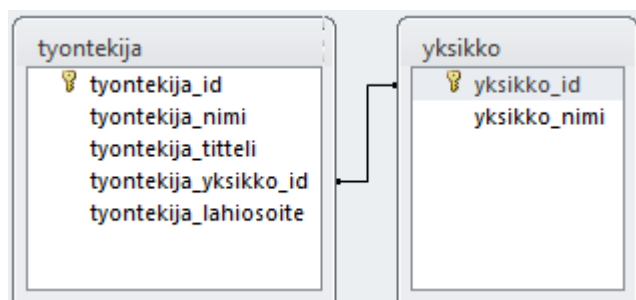 tyontekija
tyontekija_id
tyontekija_nimi
tyontekija_titteli
tyontekija_yksikko_id
tyontekija_lahiosoite
yksikko
yksikko_id
yksikko_nimi